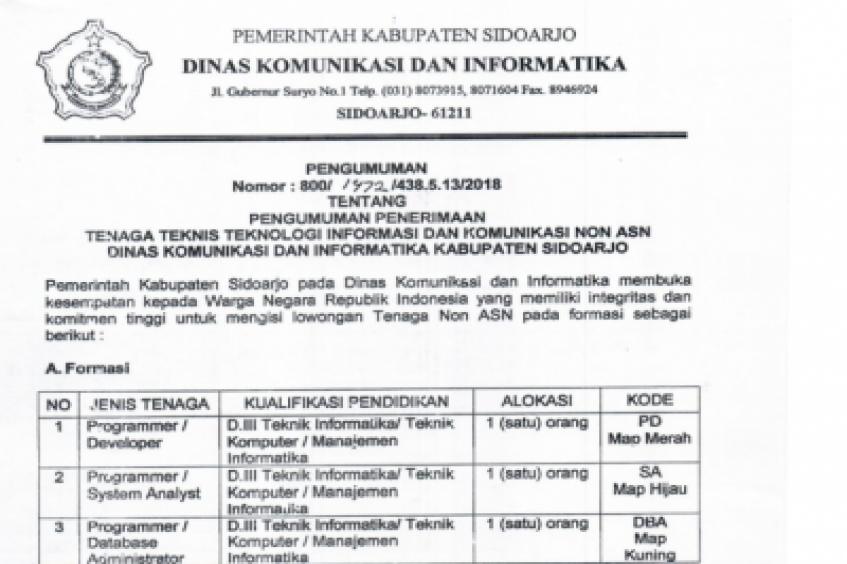 PEMERINTAH KABUPATEN SIDOARJO
DINAS KOMUNIKASI DAN INFORMATIKA
Jl. Gubernur Suryo No.1 Telp. (031) 8073915, 8071604 Fax. 8946924
SIDOARJO- 61211
PENGUMUMAN
Nomor : 800/ /438.5.13/2018
TENTANG
PENGUMUMAN PENERIMAAN
TENAGA TEKNIS TEKNOLOGI INFORMASI DAN KOMUNIKASI NON ASN
DINAS KOMUNIKASI DAN INFORMATIKA KABUPATEN SIDOARJO
Pemerintah Kabupaten Sidoarjo pada Dinas Komunikasi dan Informatika membuka
kesempatan kepada Warga Negara Republik Indonesia yang memiliki integritas dan
komitmen tinggi untuk mengisi lowongan Tenaga Non ASN pada formasi sebagai
berikut :
A. Formasi
NO JENIS TENAGA KUALIFIKASI PENDIDIKAN ALOKASI KODE
1 Programmer / D.III Teknik Informatika/ Teknik 1 (satu) orang PD
Developer Komputer / Manajemen Map Merah
Informatika
2 Programmer / D.III Teknik Informatika/ Teknik 1 (satu) orang SA
System Analyst Komputer / Manajemen Map Hijau
Informatika
3 Programmer / D.III Teknik Informatika/ Teknik 1 (satu) orang DBA
Database Komputer / Manajemen Map
Administrator Informatika Kuning